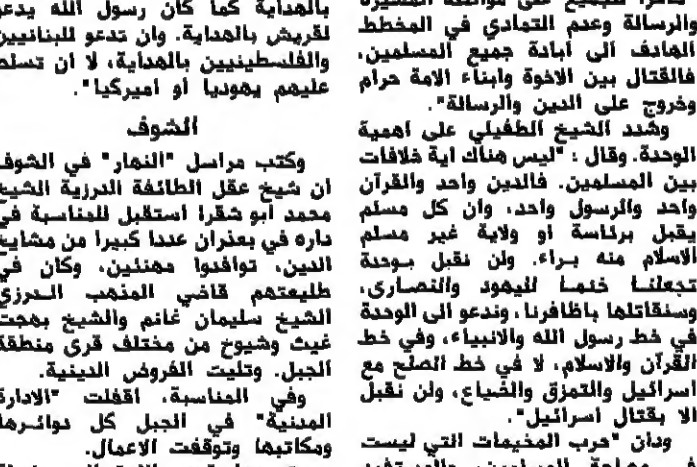 والرسالة وعدم التمادي في المخطط
الهادف الى ابادة جميع المسلمين،
فالقتال بين الاخوة وابناء الامة حرام
وخروج على الدين والرسالة".
وشدد الشيخ الطفيلي على اهمية
الوحدة. وقال : "ليس هناك اية خلافات
بين المسلمين. فالدين واحد والقرآن
واحد والرسول واحد، وان كل مسلم
يقبل برئاسة او ولاية غير مسلم
الاسلام منه براء. ولن نقبل بوحدة
تجعلنا خدما لليهود والنصارى،
وسنقاتلها باظافرنا، وندعو الى الوحدة
في خط رسول الله والانبياء، وفي خط
القرآن والاسلام، لا في خط الصلح مع
اسرائيل والتمزق والضياع، ولن نقبل
الا بقتال اسرائيل".
ودان "حرب المخيمات التي ليست
بالهداية كما كان رسول الله يدعو
لقريش بالهداية. وان تدعو للبنانيين
والفلسطينيين بالهداية، لا ان تسلط
عليهم يهوديا او اميركيا".
الشوف
وكتب مراسل "النهار" في الشوف
ان شيخ عقل الطائفة الدرزية الشيخ
محمد ابو شقرا استقبل للمناسبة في
داره في بعذران عددا كبيرا من مشايخ
الدين، توافدوا مهنئين، وكان في
طليعتهم قاضي المذهب الدرزي
الشيخ سليمان غانم والشيخ بهجت
غيث وشيوخ من مختلف قرى منطقة
الجبل. وتليت الفروض الدينية.
وفي المناسبة، اقفلت "الادارة
المدنية" في الجبل كل دوائرها
ومكاتبها وتوقفت الاعمال.